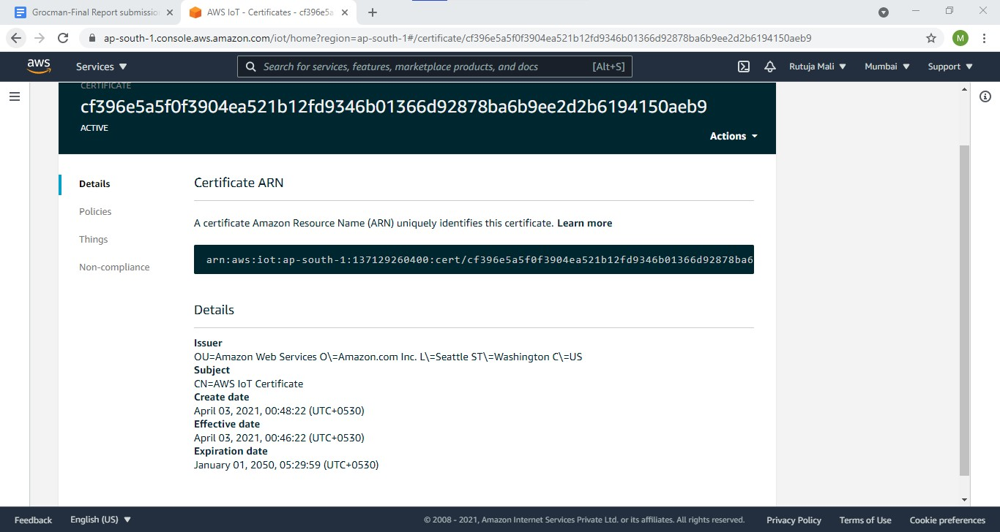 Grocman-Final Report submissio
AWS IoT - Certificates - cf396e5a
ap-south-1.console.aws.amazon.com/iot/home?region=ap-south-1#/certificate/cf396e5a5f0f3904ea521b12fd9346b01366d92878ba6b9ee2d2b6194150aeb9
M
aws
Services
Search for services, features, marketplace products, and docs
[Alt+S]
Rutuja Mali
Mumbai
Support
CERTIFICATE
cf396e5a5f0f3904ea521b12fd9346b01366d92878ba6b9ee2d2b6194150aeb9
ACTIVE
Actions
Details
Policies
Things
Non-compliance
Certificate ARN
A certificate Amazon Resource Name (ARN) uniquely identifies this certificate. Learn more
arn:aws:iot:ap-south-1:137129260400:cert/cf396e5a5f0f3904ea521b12fd9346b01366d92878ba6
Details
Issuer
OU=Amazon Web Services O\=Amazon.com Inc. L\=Seattle ST\=Washington C\=US
Subject
CN=AWS IoT Certificate
Create date
April 03, 2021, 00:48:22 (UTC+0530)
Effective date
April 03, 2021, 00:46:22 (UTC+0530)
Expiration date
January 01, 2050, 05:29:59 (UTC+0530)
Feedback
English (US)
© 2008 - 2021, Amazon Internet Services Private Ltd. or its affiliates. All rights reserved.
Privacy Policy
Terms of Use
Cookie preferences